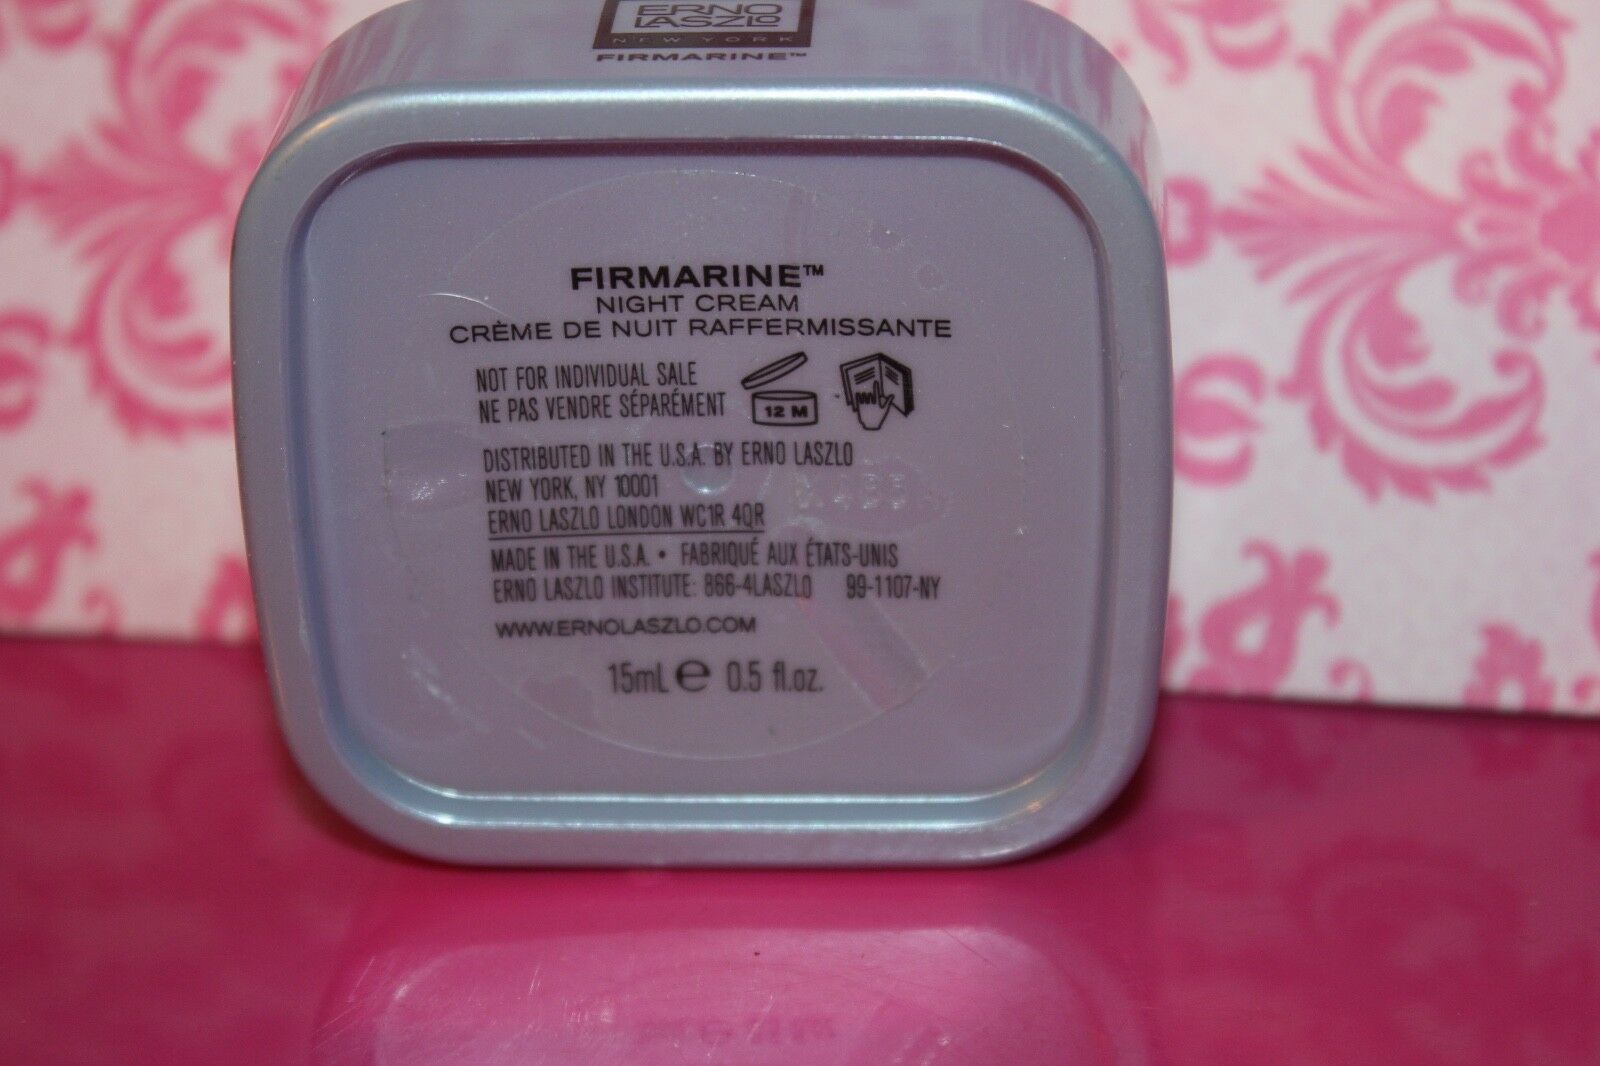 ERNO
LASZLO
NEW YORK
FIRMARINE™
FIRMARINE™
NIGHT CREAM
CRÈME DE NUIT RAFFERMISSANTE
NOT FOR INDIVIDUAL SALE
NE PAS VENDRE SÉPARÉMENT
12 M
DISTRIBUTED IN THE U.S.A. BY ERNO LASZLO
NEW YORK, NY 10001
ERNO LASZLO LONDON WC1R 4QR
MADE IN THE U.S.A. • FABRIQUÉ AUX ÉTATS-UNIS
ERNO LASZLO INSTITUTE: 866-4LASZLO 99-1107-NY
WWW.ERNOLASZLO.COM
15mL ℮ 0.5 fl.oz.